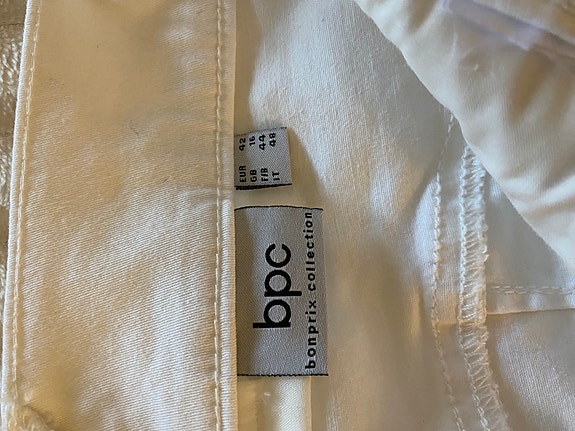 EUR 42
GB 16
F/B 44
IT 48
bpc
bonprix collection